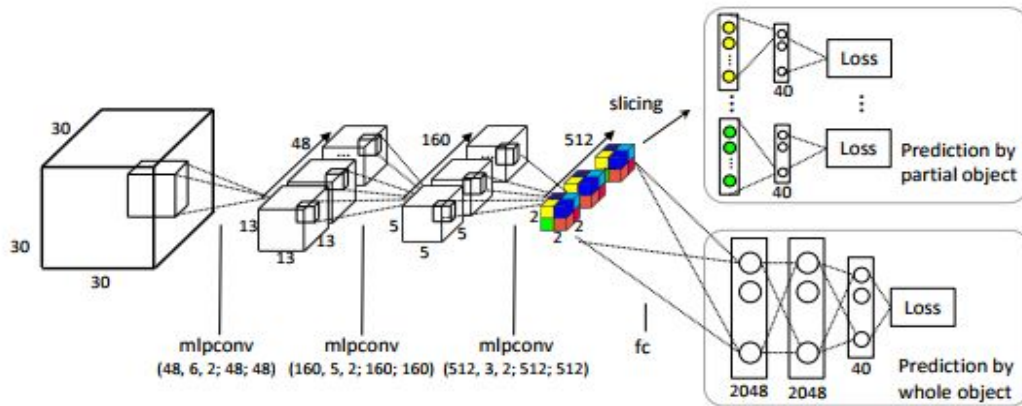 30
30
30
48
13
13
160
5
5
512
2
2
2
slicing
mlpconv
(48, 6, 2; 48; 48)
mlpconv
(160, 5, 2; 160; 160)
mlpconv
(512, 3, 2; 512; 512)
fc
40
Loss
40
Loss
Prediction by
partial object
2048
2048
40
Loss
Prediction by
whole object